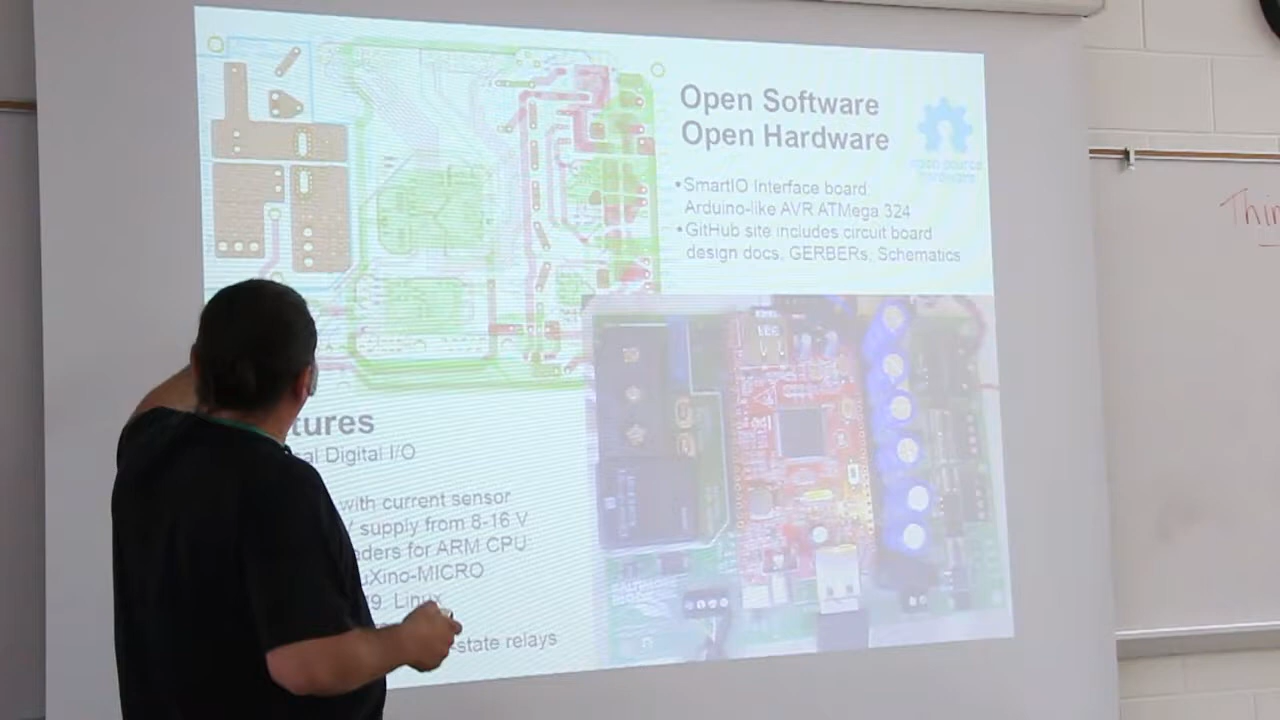 Open Software
Open Hardware
open source
hardware
•SmartIO Interface board
Arduino-like AVR ATMega 324
•GitHub site includes circuit board
design docs, GERBERs, Schematics
tures
al Digital I/O
with current sensor
V supply from 8-16 V
aders for ARM CPU
uXino-MICRO
Linux
-state relays
Thin